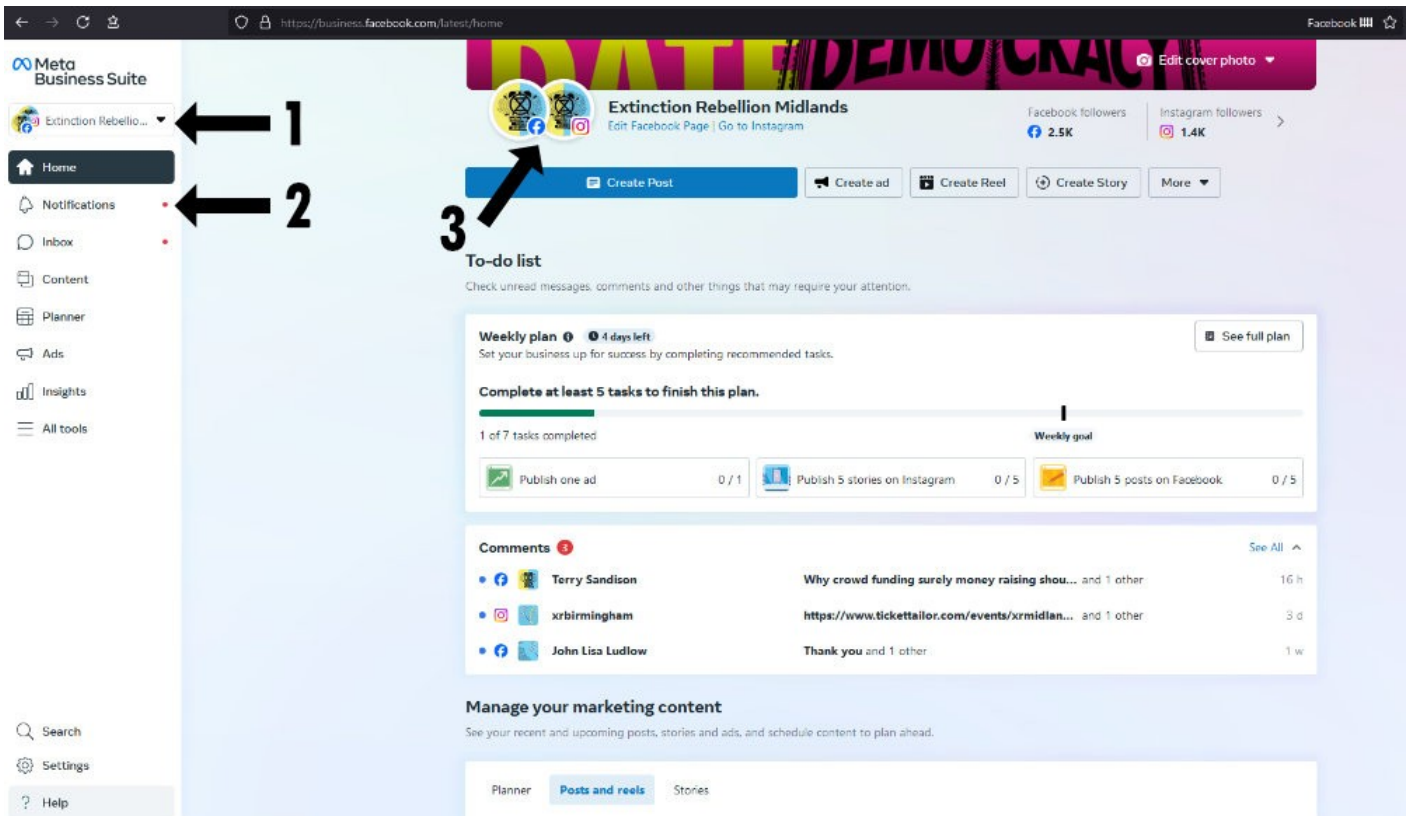 https://business.facebook.com/latest/home
Facebook
Meta
Business Suite
Extinction Rebellio...
1
Home
Notifications
2
Inbox
Content
Planner
Ads
Insights
All tools
Search
Settings
Help
DEMOCRACY
Edit cover photo
Extinction Rebellion Midlands
Edit Facebook Page | Go to Instagram
Facebook followers
2.5K
Instagram followers
1.4K
3
Create Post
Create ad
Create Reel
Create Story
More
To-do list
Check unread messages, comments and other things that may require your attention.
Weekly plan 4 days left
See full plan
Set your business up for success by completing recommended tasks.
Complete at least 5 tasks to finish this plan.
1 of 7 tasks completed
Weekly goal
Publish one ad 0 / 1
Publish 5 stories on Instagram 0 / 5
Publish 5 posts on Facebook 0 / 5
Comments 3
See All
Terry Sandison Why crowd funding surely money raising shou... and 1 other 16 h
xrbirmingham https://www.tickettailor.com/events/xrmidlan... and 1 other 3 d
John Lisa Ludlow Thank you and 1 other 1 w
Manage your marketing content
See your recent and upcoming posts, stories and ads, and schedule content to plan ahead.
Planner
Posts and reels
Stories